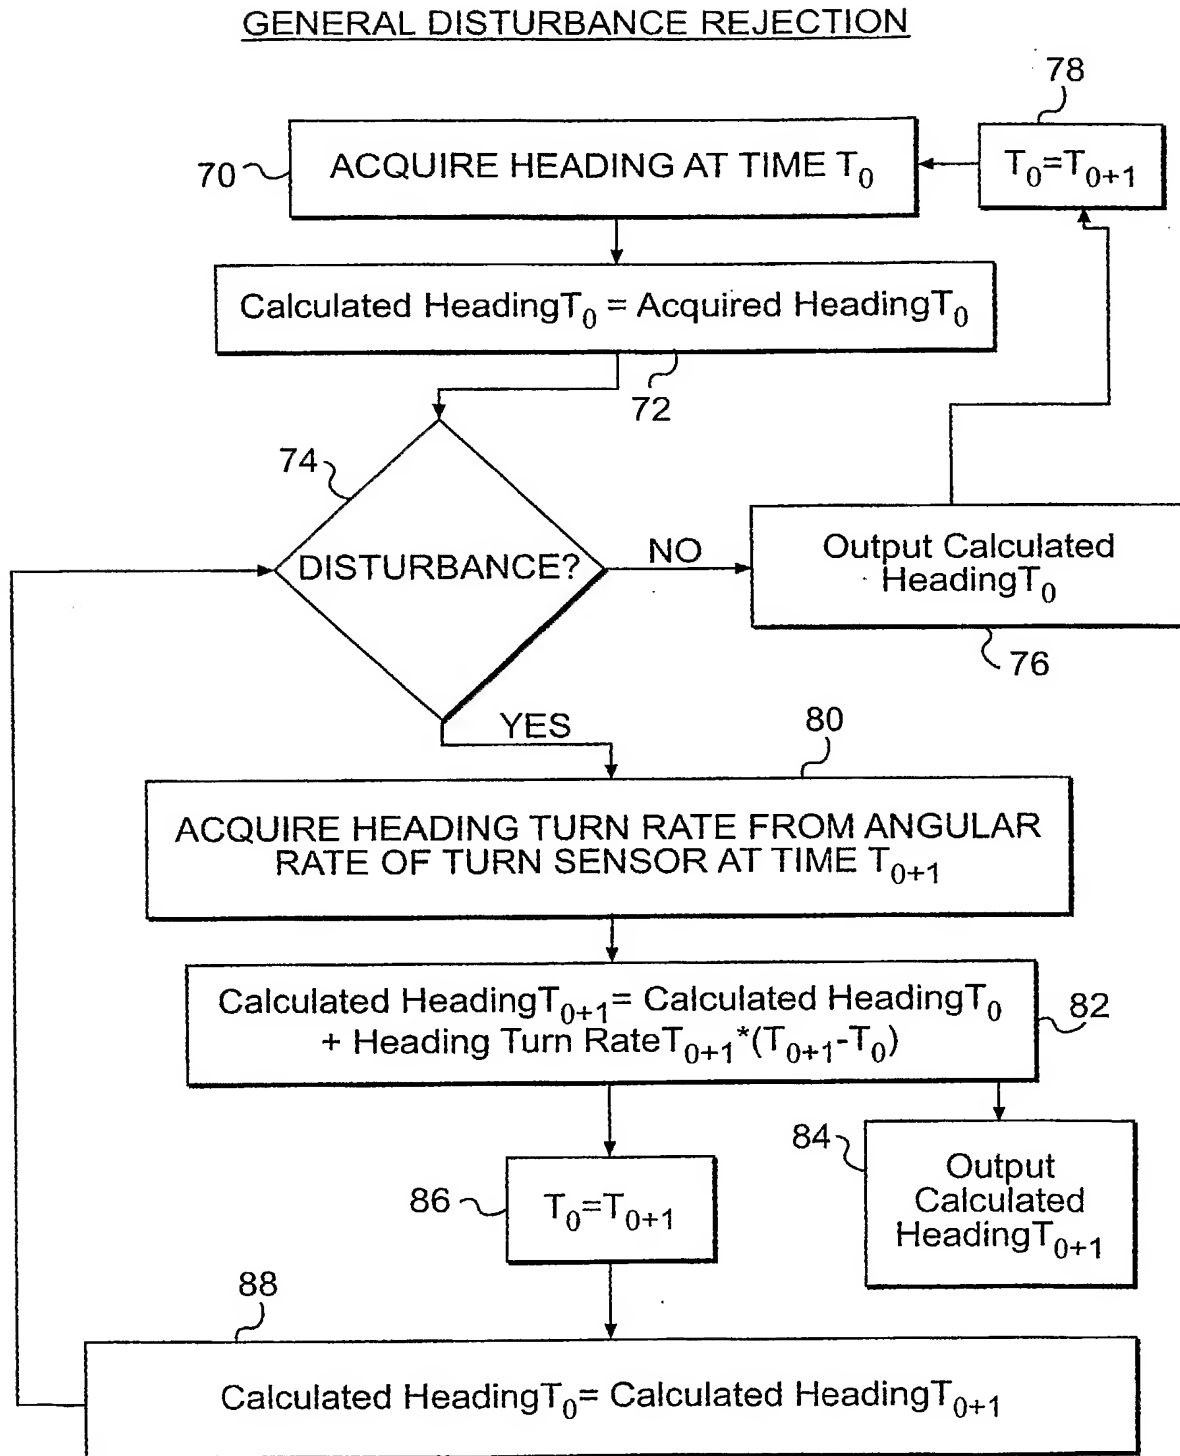 GENERAL DISTURBANCE REJECTION
78
70
ACQUIRE HEADING AT TIME T₀
T₀=T₀₊₁
Calculated HeadingT₀ = Acquired HeadingT₀
72
74
DISTURBANCE?
NO
Output Calculated
HeadingT₀
76
YES
80
ACQUIRE HEADING TURN RATE FROM ANGULAR
RATE OF TURN SENSOR AT TIME T₀₊₁
Calculated HeadingT₀₊₁= Calculated HeadingT₀
+ Heading Turn RateT₀₊₁*(T₀₊₁-T₀)
82
84
Output
Calculated
HeadingT₀₊₁
86
T₀=T₀₊₁
88
Calculated HeadingT₀= Calculated HeadingT₀₊₁